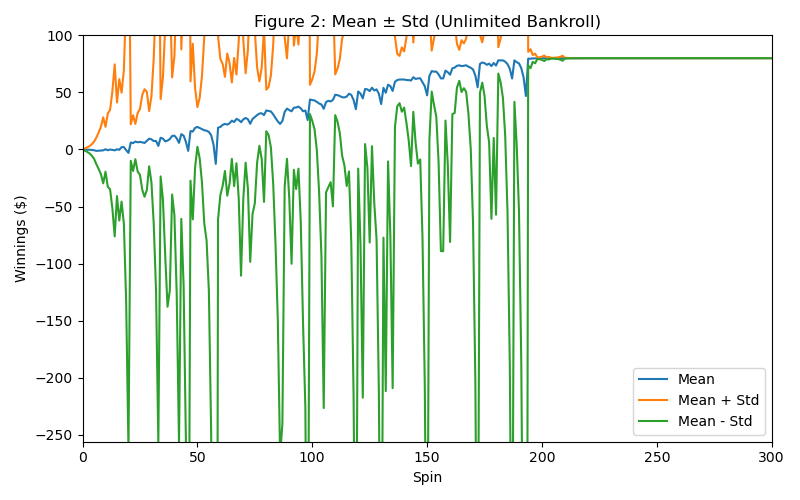 Figure 2: Mean ± Std (Unlimited Bankroll)
100
50
0
−50
−100
−150
−200
−250
Winnings ($)
0
50
100
150
200
250
300
Spin
Mean
Mean + Std
Mean - Std